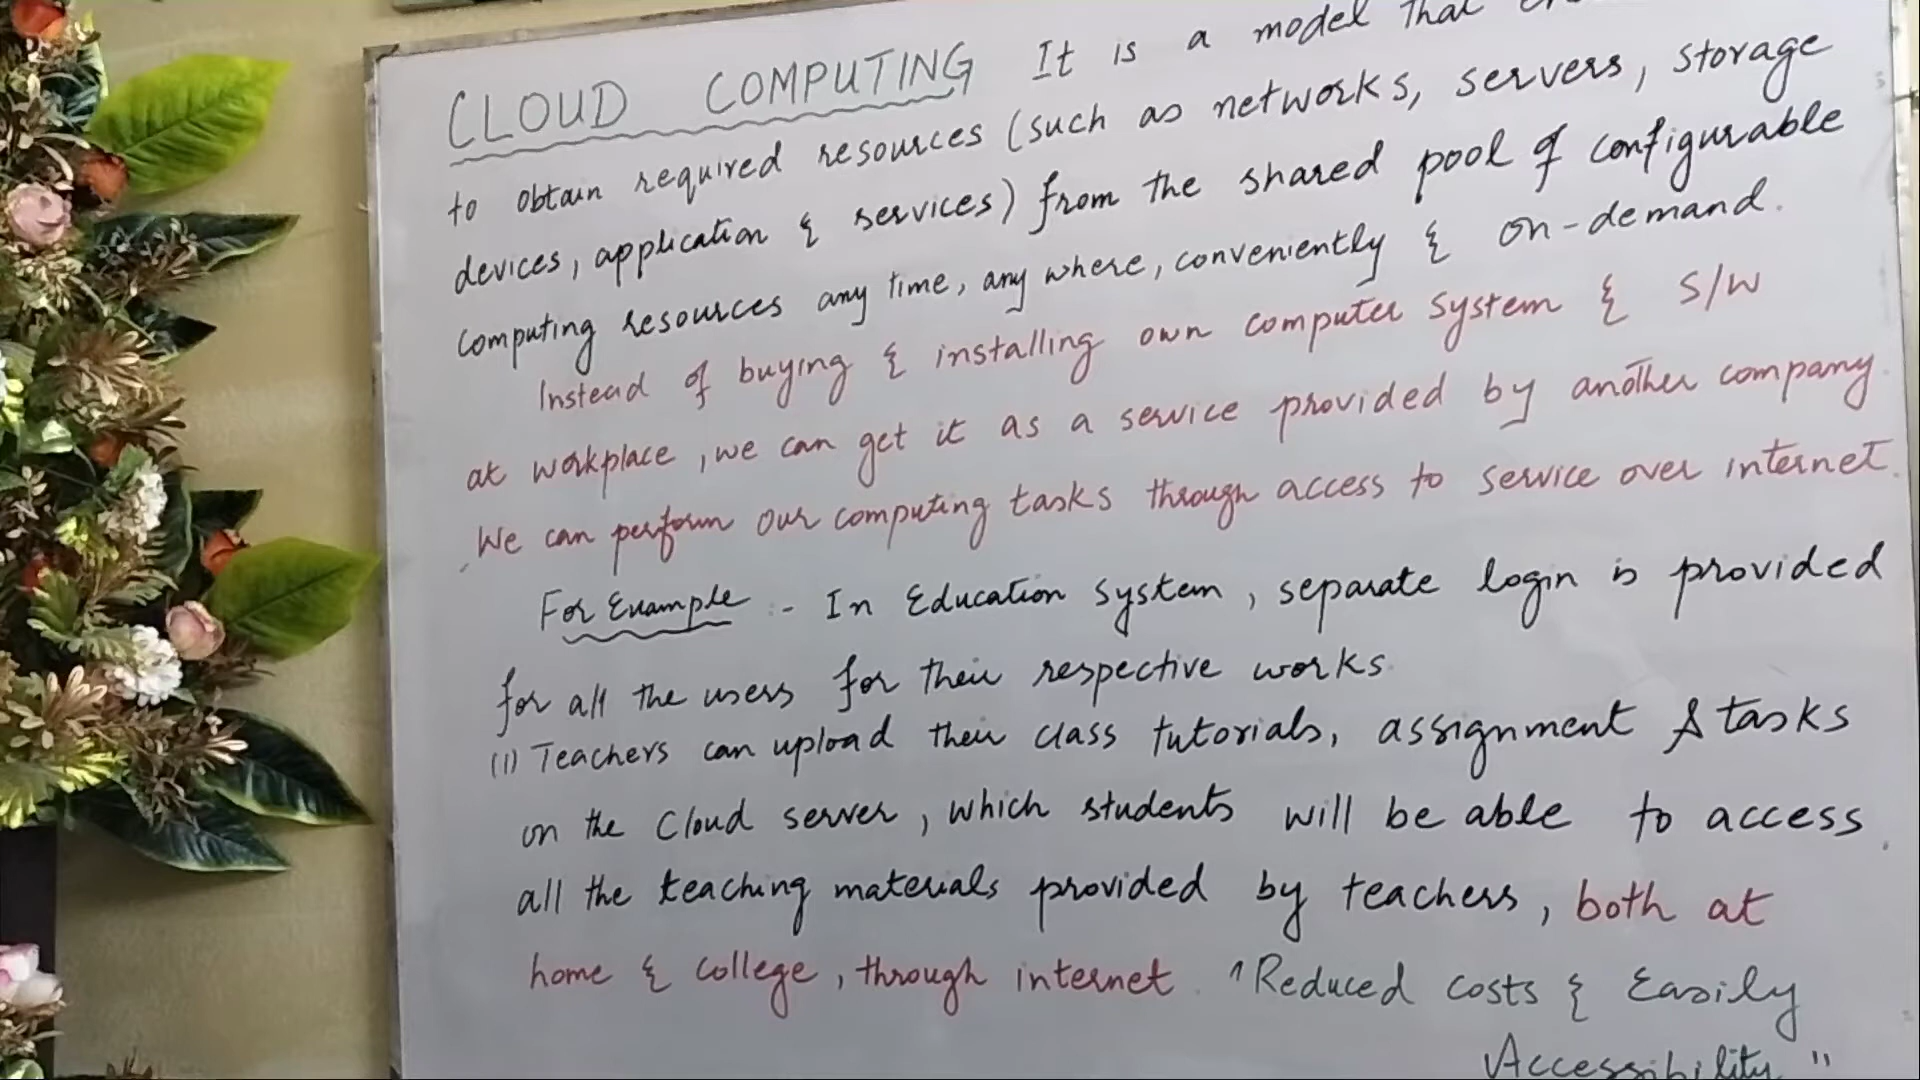 CLOUD COMPUTING It is a model that
to obtain required resources (such as networks, servers, storage
devices, application & services) from the shared pool of configurable
computing resources any time, any where, conveniently & on-demand.
Instead of buying & installing own computer system & S/W
at workplace, we can get it as a service provided by another company.
We can perform our computing tasks through access to service over internet.
For Example :- In Education system, separate login is provided
for all the users for their respective works.
(1) Teachers can upload their class tutorials, assignment & tasks
on the Cloud server, which students will be able to access
all the teaching materials provided by teachers, both at
home & college, through internet. "Reduced costs & Easily
Accessibility"